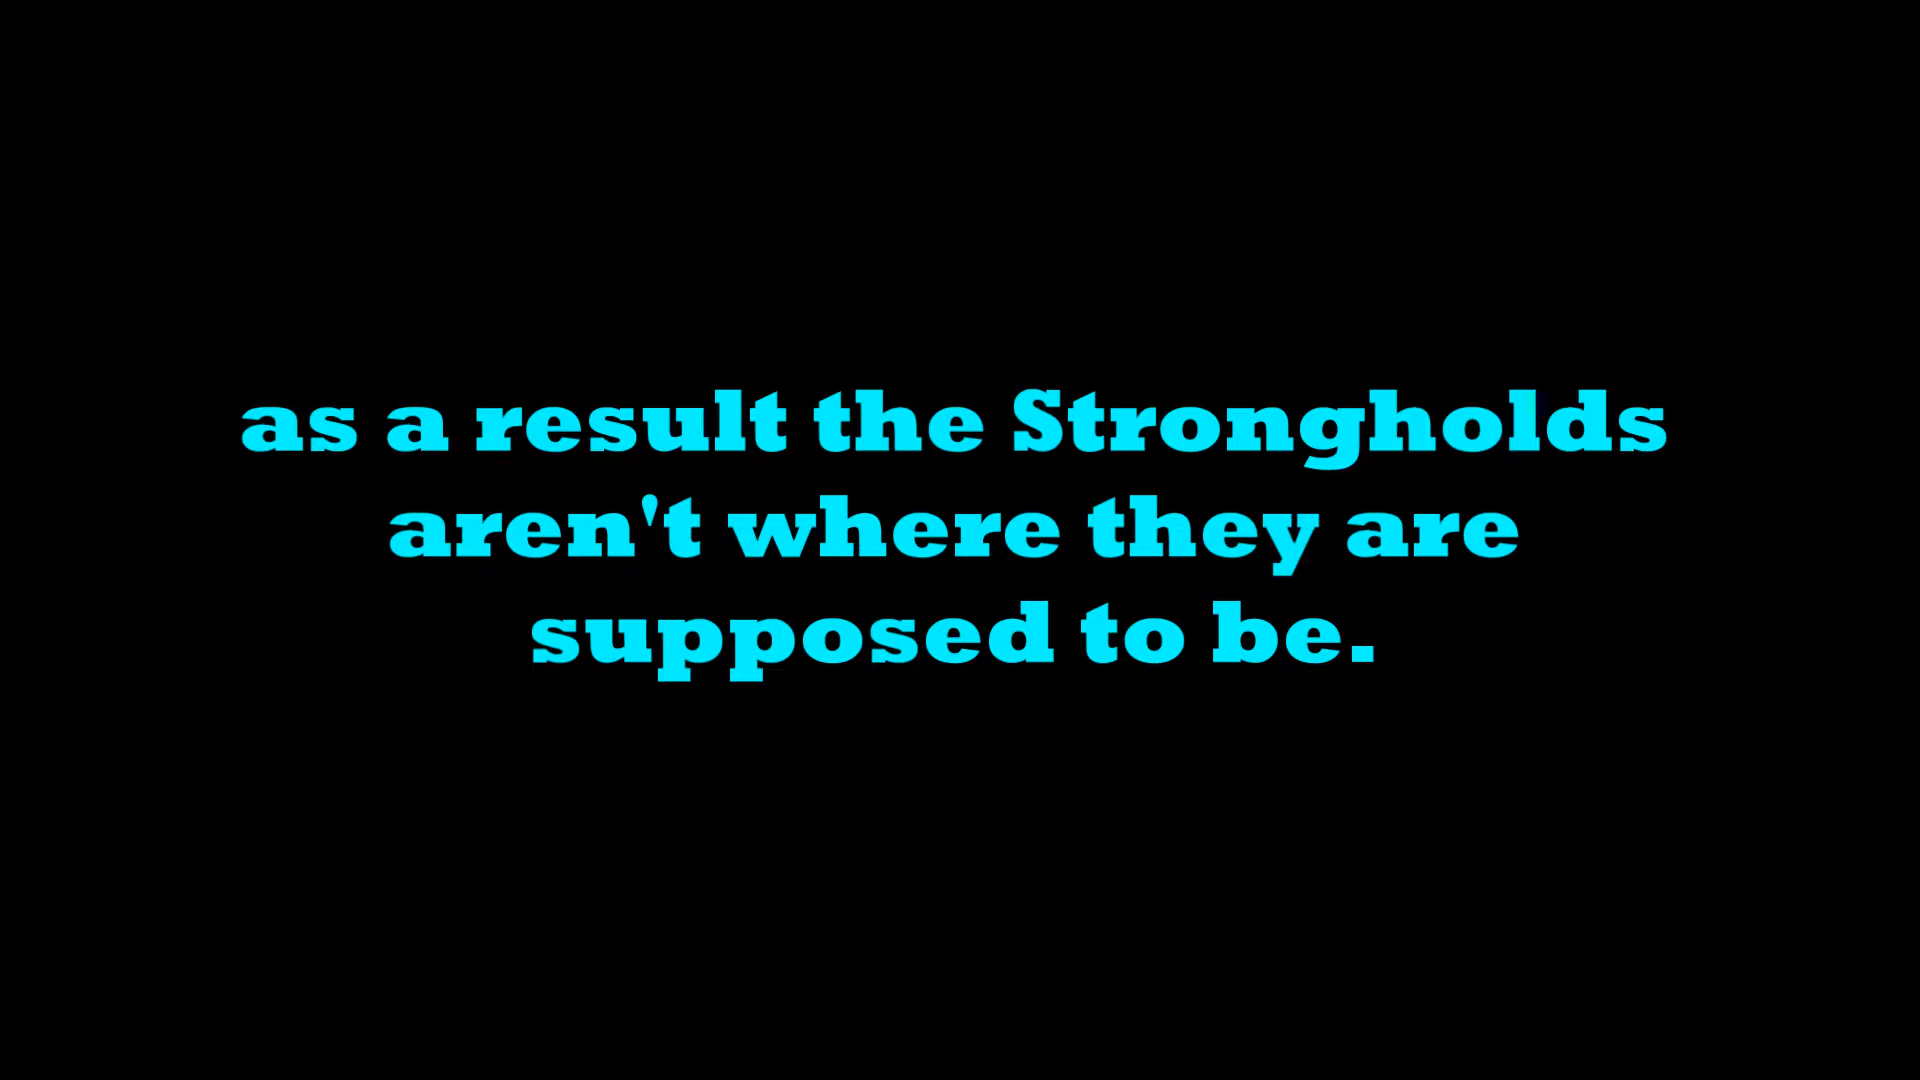 as a result the Strongholds
aren't where they are
supposed to be.